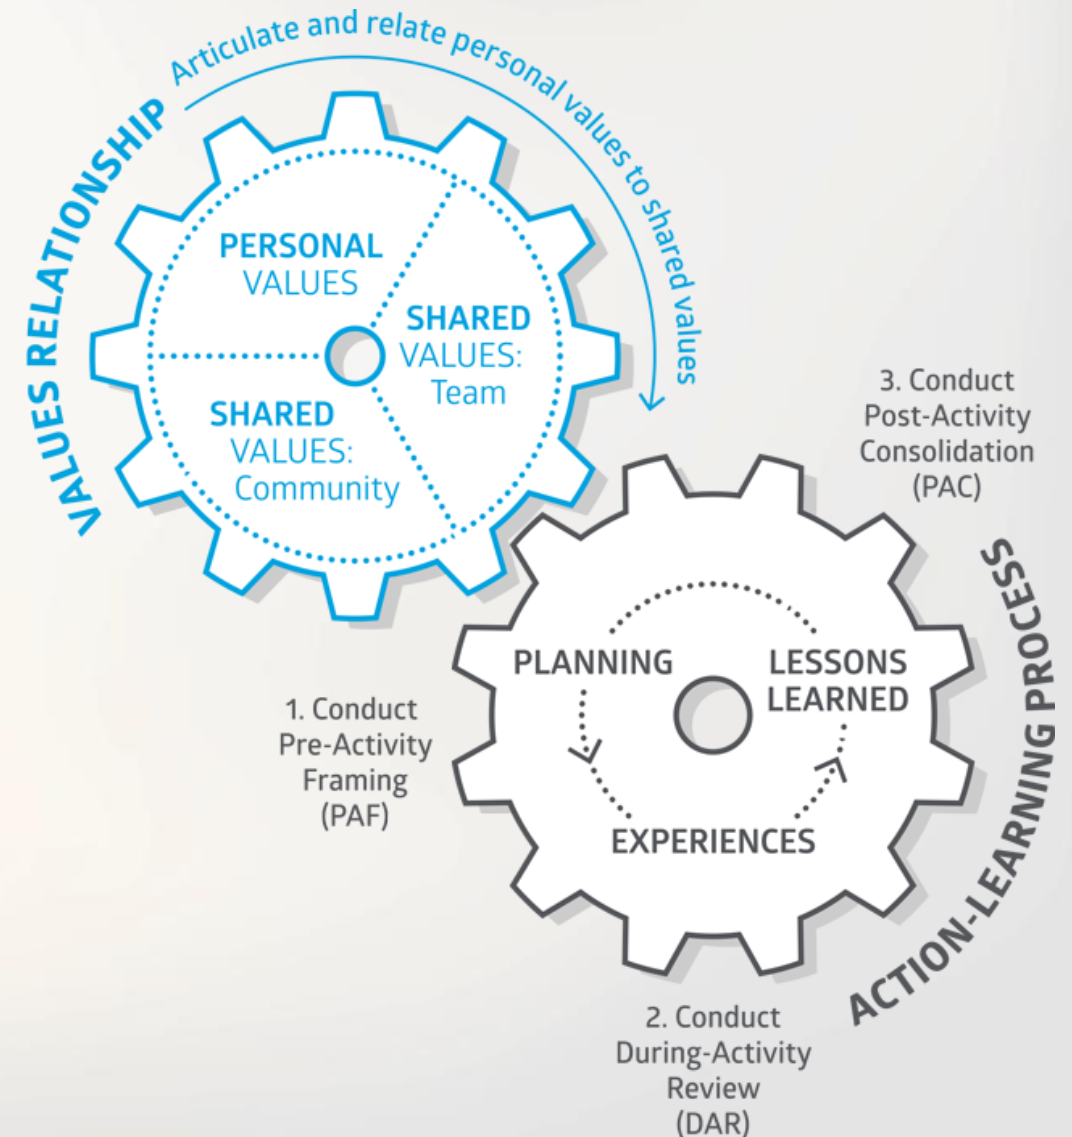 Articulate and relate personal values to shared values
VALUES RELATIONSHIP
PERSONAL
VALUES
SHARED
VALUES:
Team
SHARED
VALUES:
Community
3. Conduct
Post-Activity
Consolidation
(PAC)
ACTION-LEARNING PROCESS
PLANNING
LESSONS
LEARNED
EXPERIENCES
1. Conduct
Pre-Activity
Framing
(PAF)
2. Conduct
During-Activity
Review
(DAR)